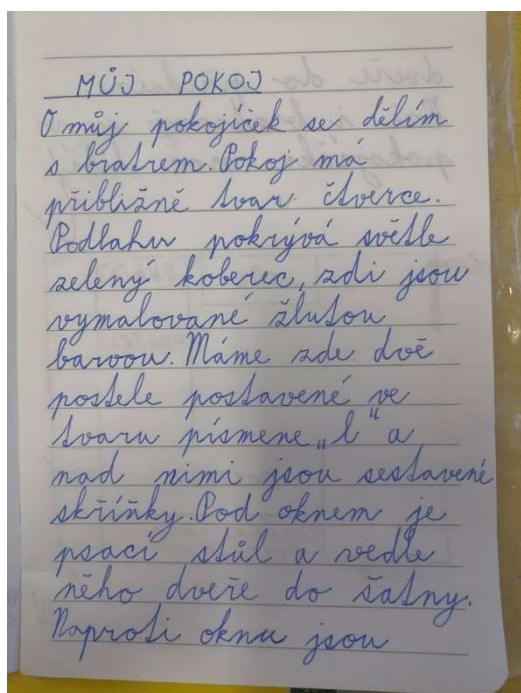 MŮJ POKOJ
O můj pokojíček se dělím
s bratrem. Pokoj má
přibližně tvar čtverce.
Podlahu pokrývá světle
zelený koberec, zdi jsou
vymalované žlutou
barvou. Máme zde dvě
postele postavené ve
tvaru písmene „l“ a
nad nimi jsou sestavené
skříňky. Pod oknem je
psací stůl a vedle
něho dveře do šatny.
Naproti oknu jsou